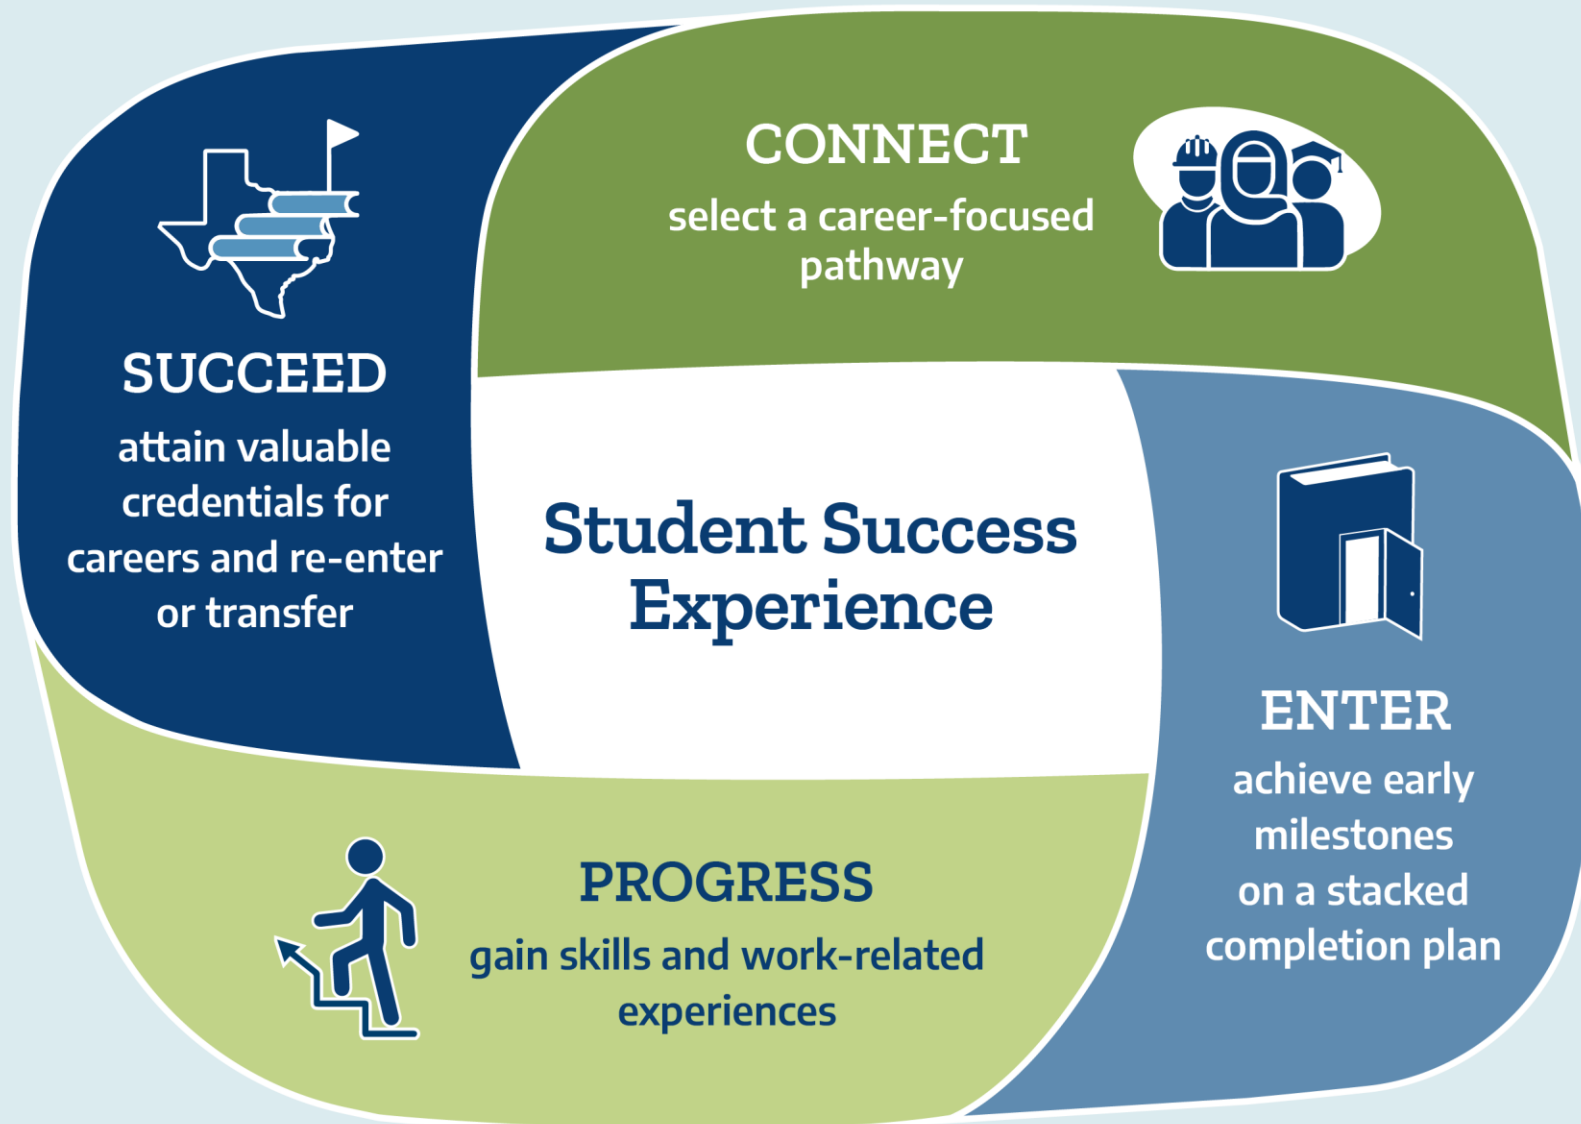 CONNECT
select a career-focused
pathway
SUCCEED
attain valuable
credentials for
careers and re-enter
or transfer
Student Success
Experience
ENTER
achieve early
milestones
on a stacked
completion plan
PROGRESS
gain skills and work-related
experiences